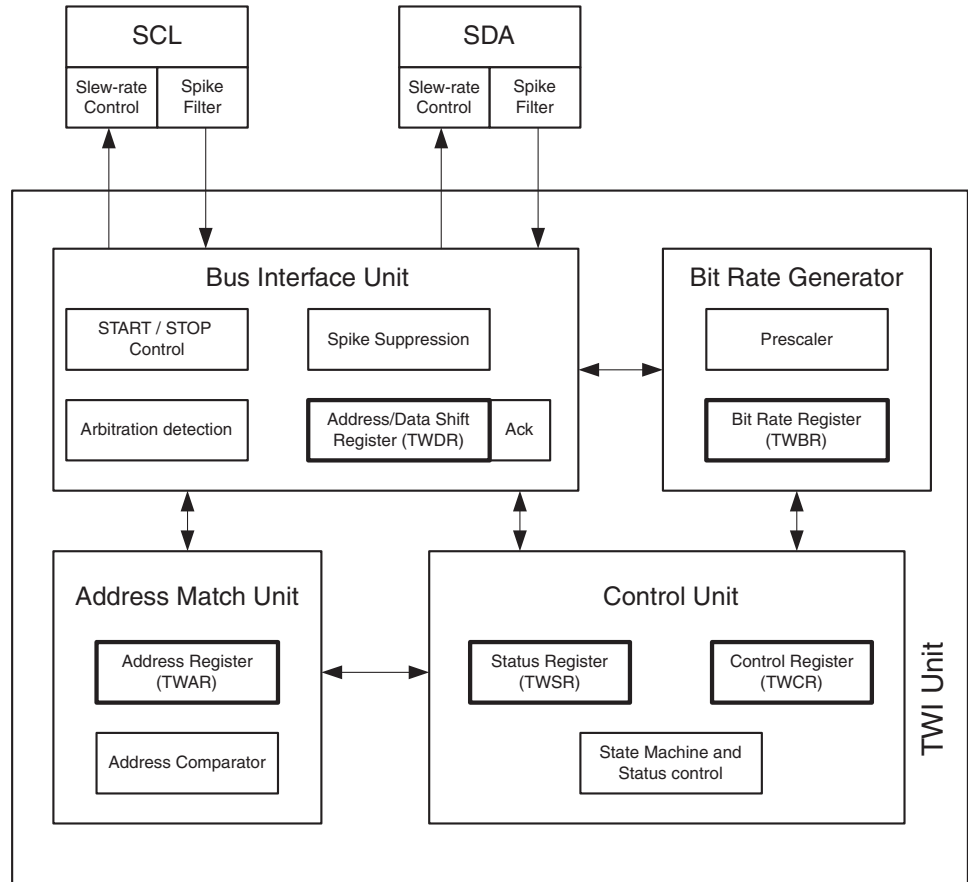 SCL
Slew-rate
Control
Spike
Filter
SDA
Slew-rate
Control
Spike
Filter
Bus Interface Unit
START / STOP
Control
Spike Suppression
Arbitration detection
Address/Data Shift
Register (TWDR)
Ack
Bit Rate Generator
Prescaler
Bit Rate Register
(TWBR)
Address Match Unit
Address Register
(TWAR)
Address Comparator
Control Unit
Status Register
(TWSR)
Control Register
(TWCR)
State Machine and
Status control
TWI Unit